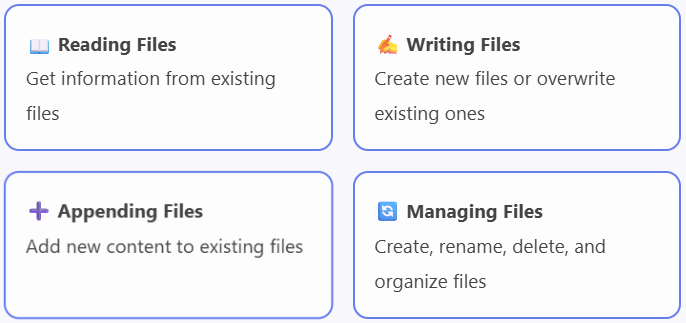 📖 Reading Files
Get information from existing
files
✍️ Writing Files
Create new files or overwrite
existing ones
➕ Appending Files
Add new content to existing files
🔄 Managing Files
Create, rename, delete, and
organize files